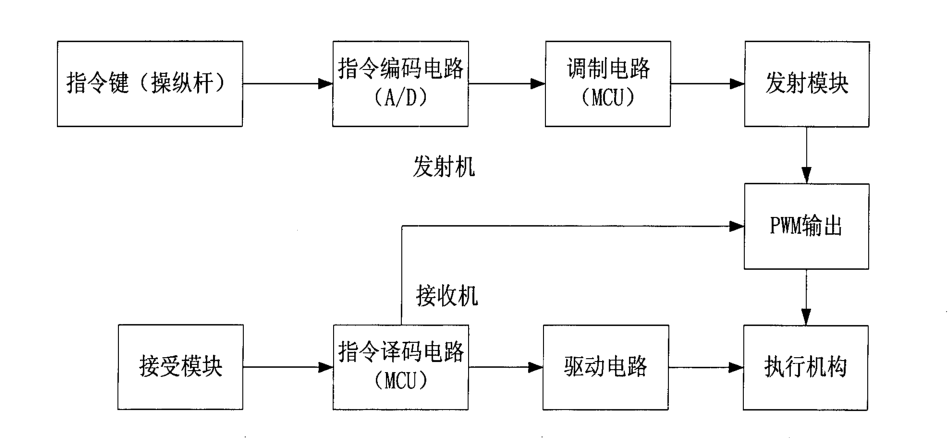 指令键（操纵杆）
指令编码电路
（A/D）
调制电路
（MCU）
发射模块
发射机
PWM输出
接收机
接受模块
指令译码电路
（MCU）
驱动电路
执行机构